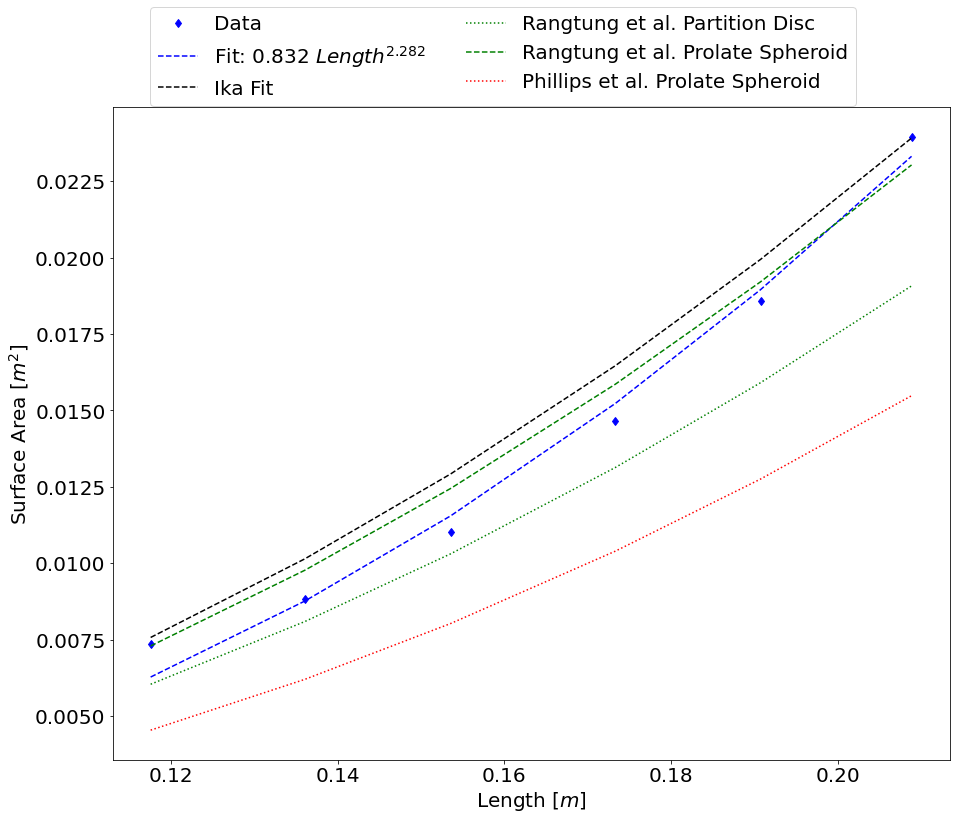 Data
Fit: 0.832 Length^2.282
Ika Fit
Rangtung et al. Partition Disc
Rangtung et al. Prolate Spheroid
Phillips et al. Prolate Spheroid
Surface Area [m²]
0.0225
0.0200
0.0175
0.0150
0.0125
0.0100
0.0075
0.0050
0.12 0.14 0.16 0.18 0.20
Length [m]